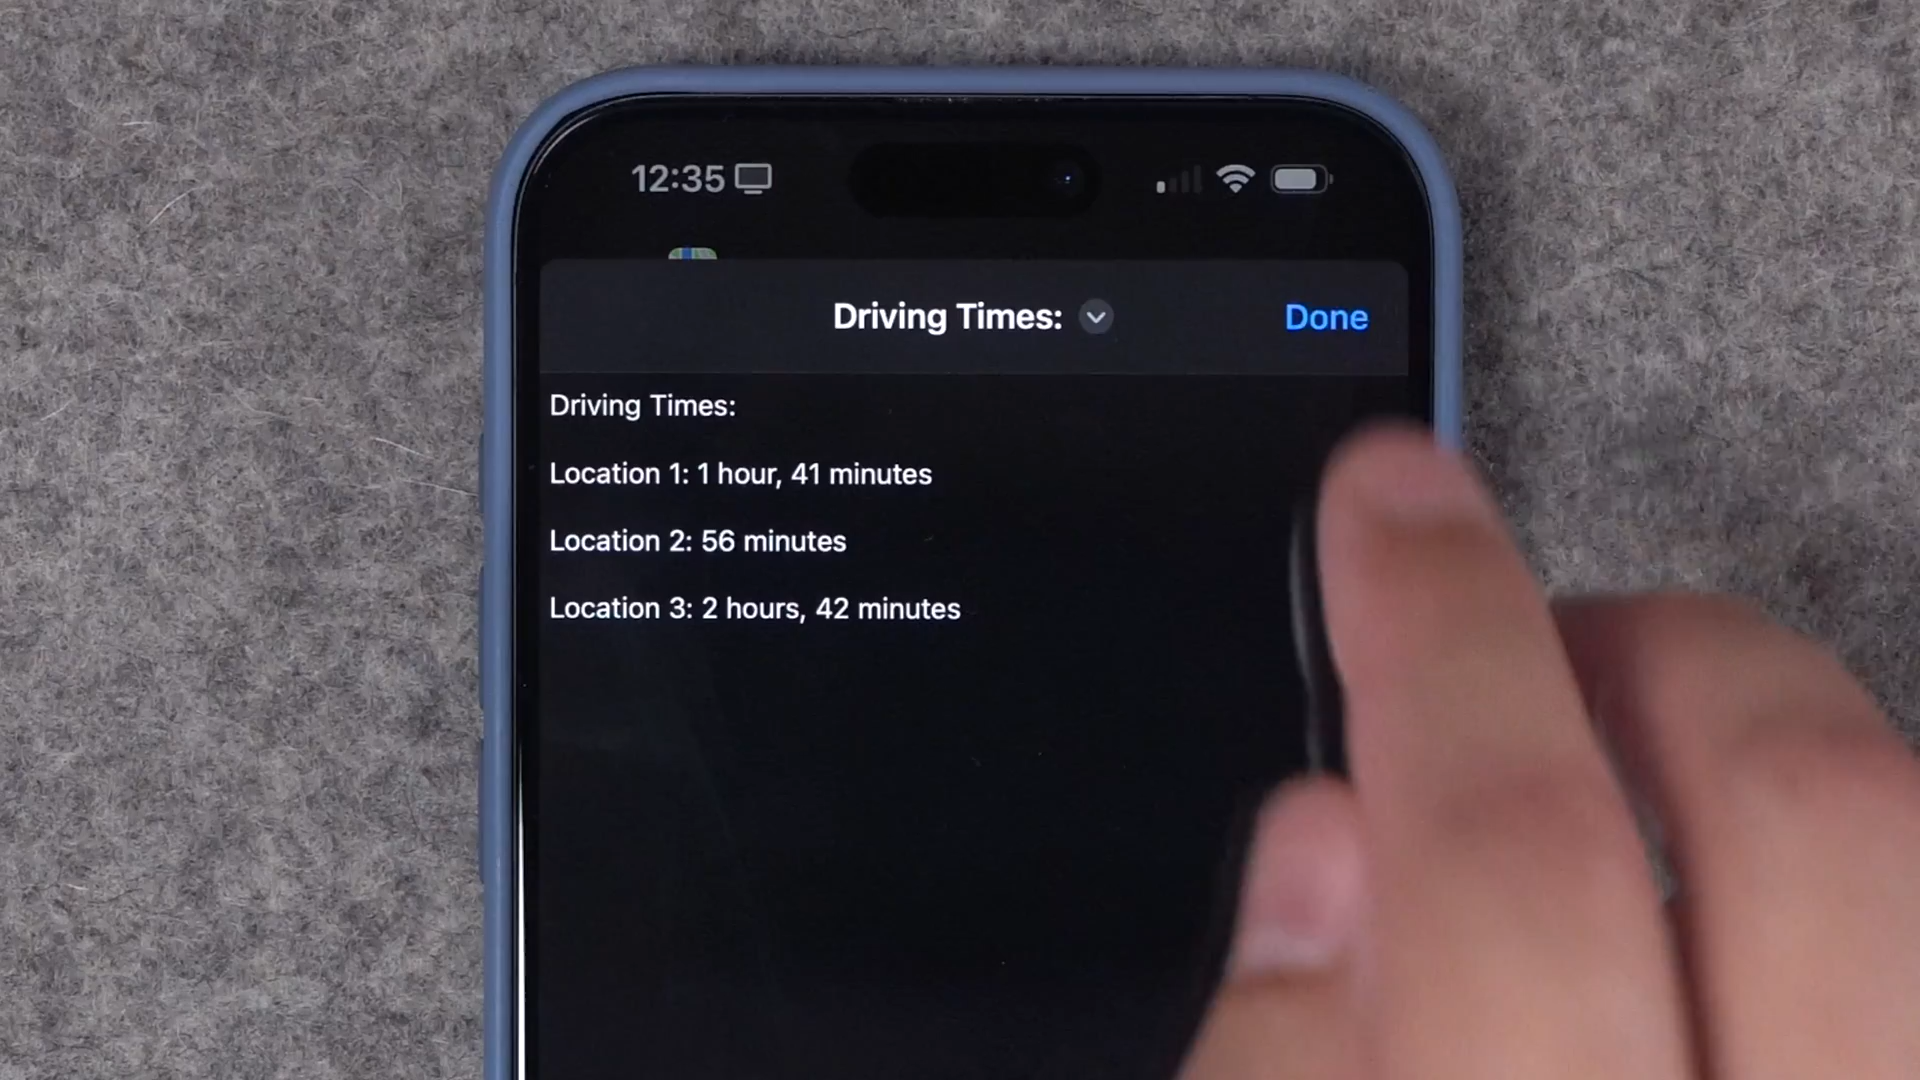 12:35
Driving Times:
Done
Driving Times:
Location 1: 1 hour, 41 minutes
Location 2: 56 minutes
Location 3: 2 hours, 42 minutes